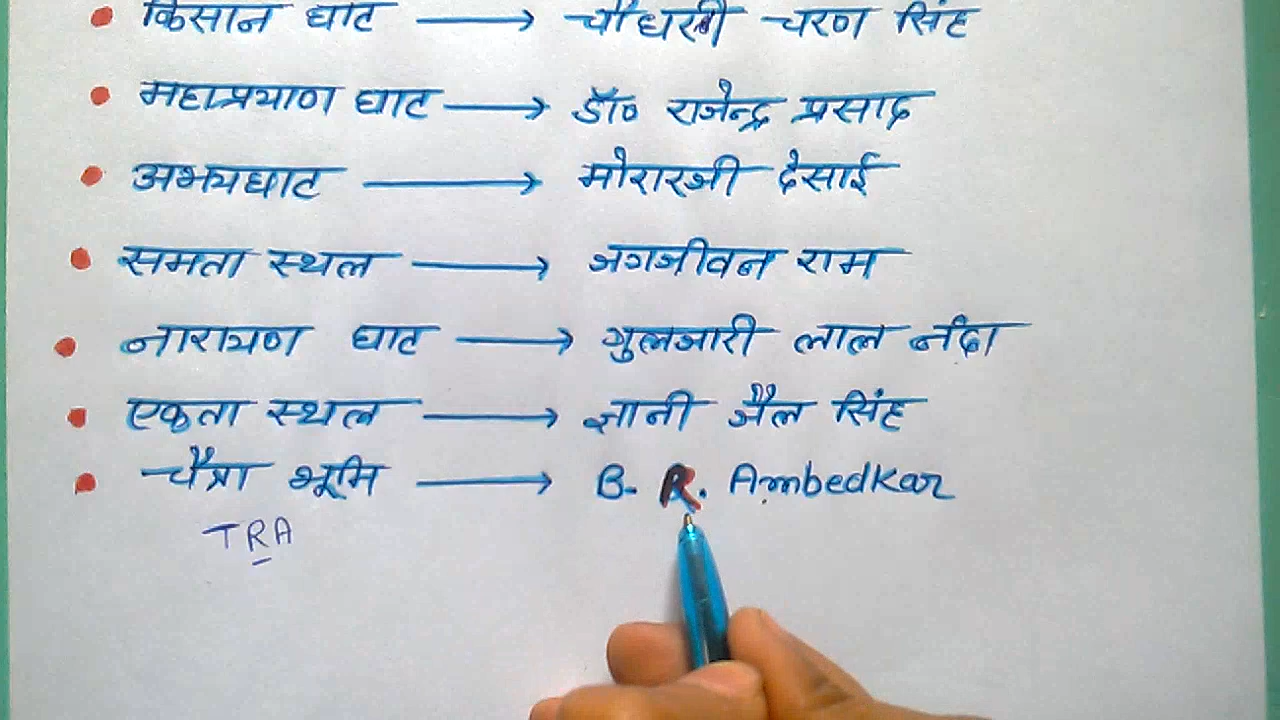 किसान घाट → चौधरी चरण सिंह
महाप्रयाण घाट → डॉ० राजेन्द्र प्रसाद
अभयघाट → मोरारजी देसाई
समता स्थल → जगजीवन राम
नारायण घाट → गुलजारी लाल नंदा
एकता स्थल → ज्ञानी जैल सिंह
चैत्रा भूमि → B. R. Ambedkar
TRA